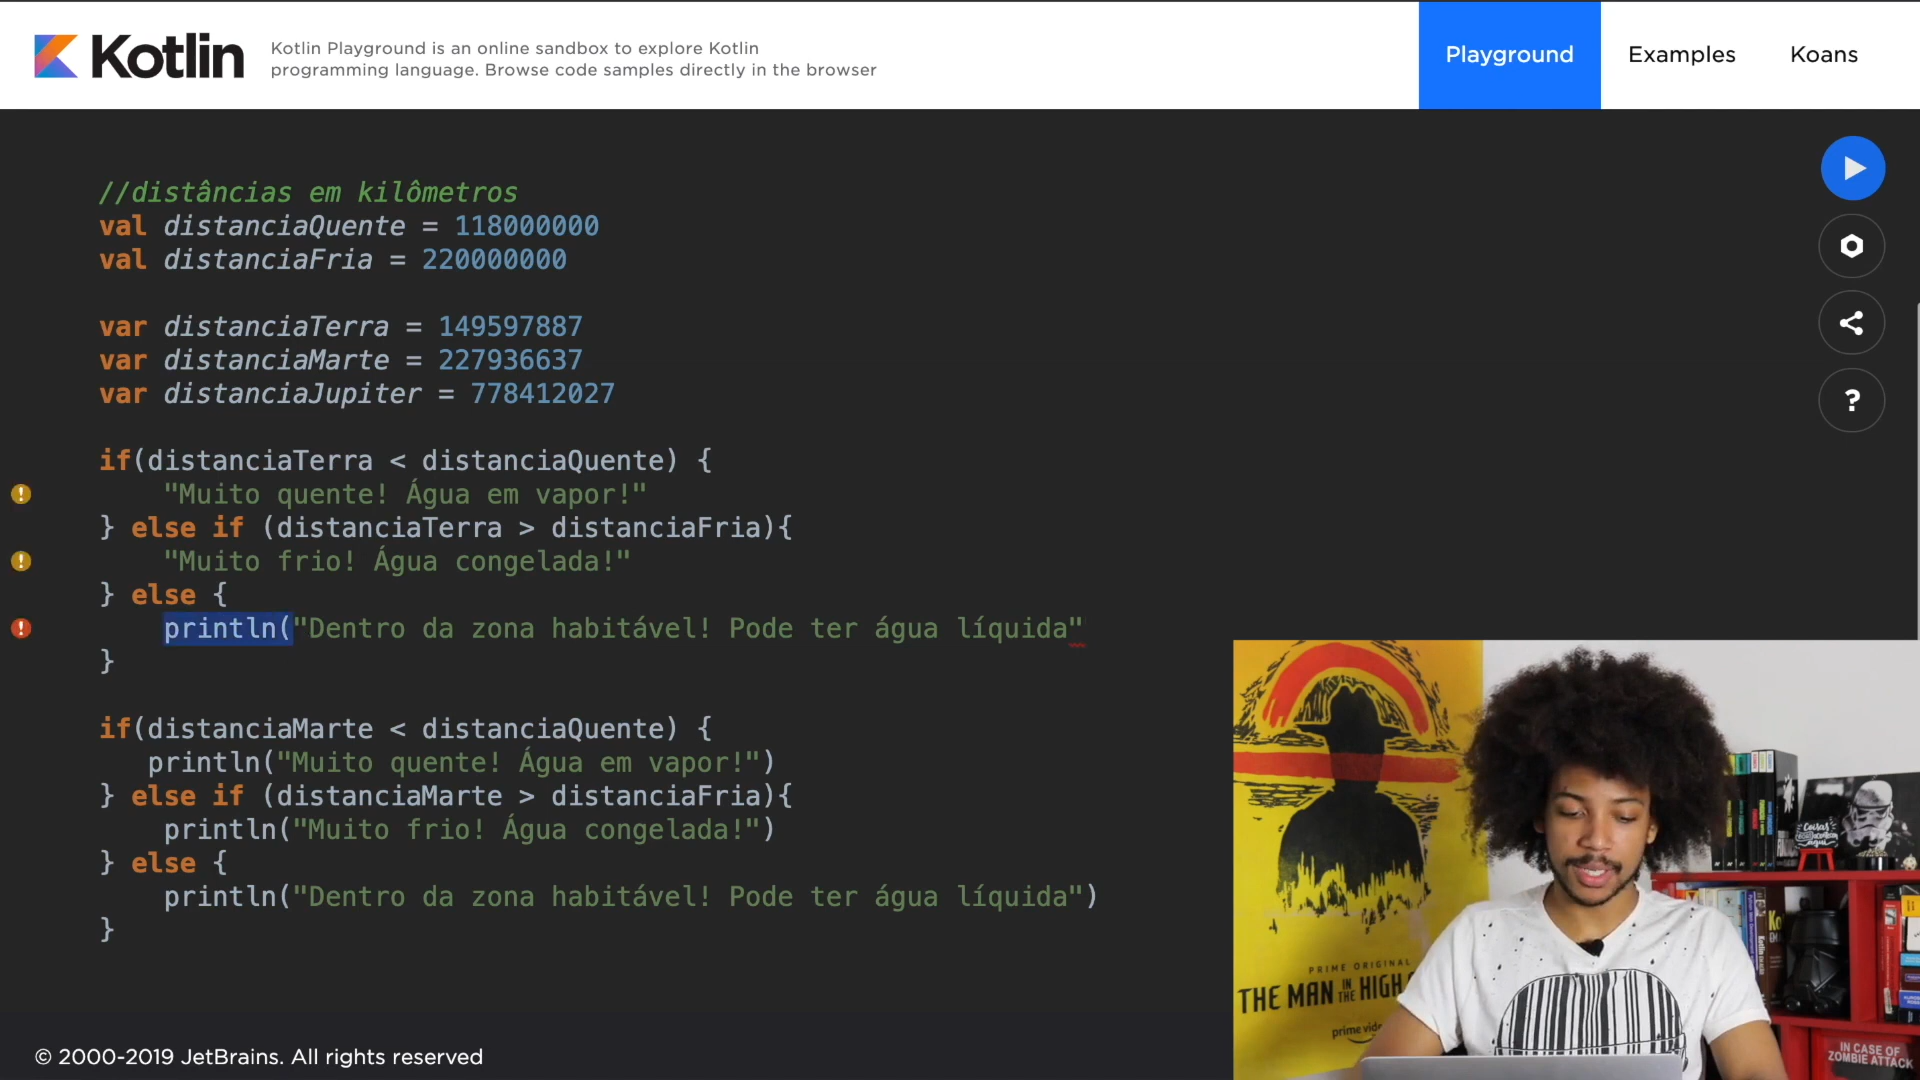 Kotlin
Kotlin Playground is an online sandbox to explore Kotlin
programming language. Browse code samples directly in the browser
Playground
Examples
Koans
//distâncias em kilômetros
val distanciaQuente = 118000000
val distanciaFria = 220000000
var distanciaTerra = 149597887
var distanciaMarte = 227936637
var distanciaJupiter = 778412027
if(distanciaTerra < distanciaQuente) {
"Muito quente! Água em vapor!"
} else if (distanciaTerra > distanciaFria){
"Muito frio! Água congelada!"
} else {
println("Dentro da zona habitável! Pode ter água líquida"
}
if(distanciaMarte < distanciaQuente) {
println("Muito quente! Água em vapor!")
} else if (distanciaMarte > distanciaFria){
println("Muito frio! Água congelada!")
} else {
println("Dentro da zona habitável! Pode ter água líquida")
}
© 2000-2019 JetBrains. All rights reserved
PRIME ORIGINAL
THE MAN IN THE HIGH
prime vide
Coisas
aqui
IN CASE OF
ZOMBIE ATTACK